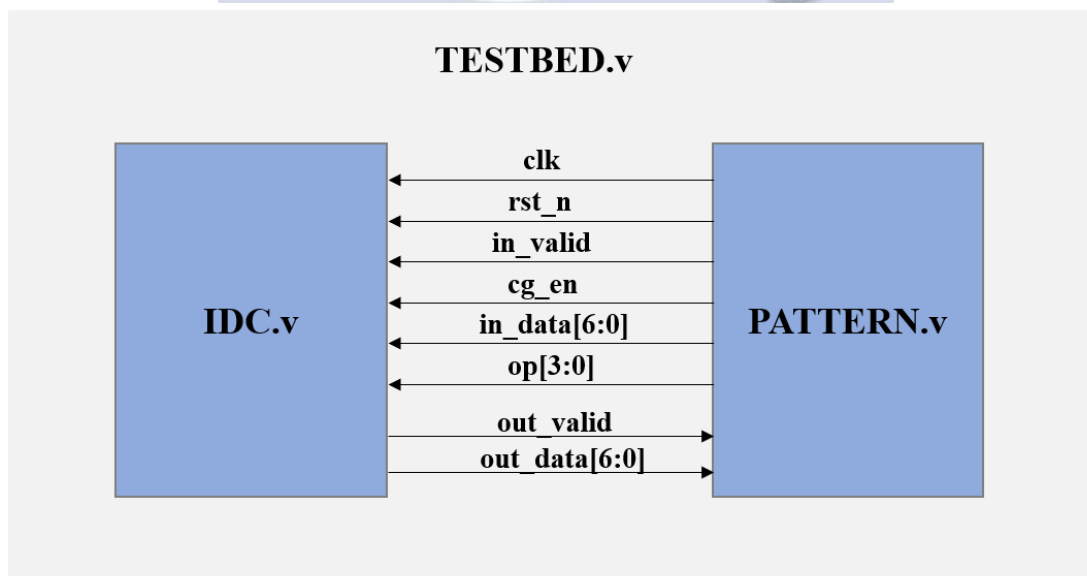 TESTBED.v
clk
rst_n
in_valid
cg_en
IDC.v
in_data[6:0]
PATTERN.v
op[3:0]
out_valid
out_data[6:0]